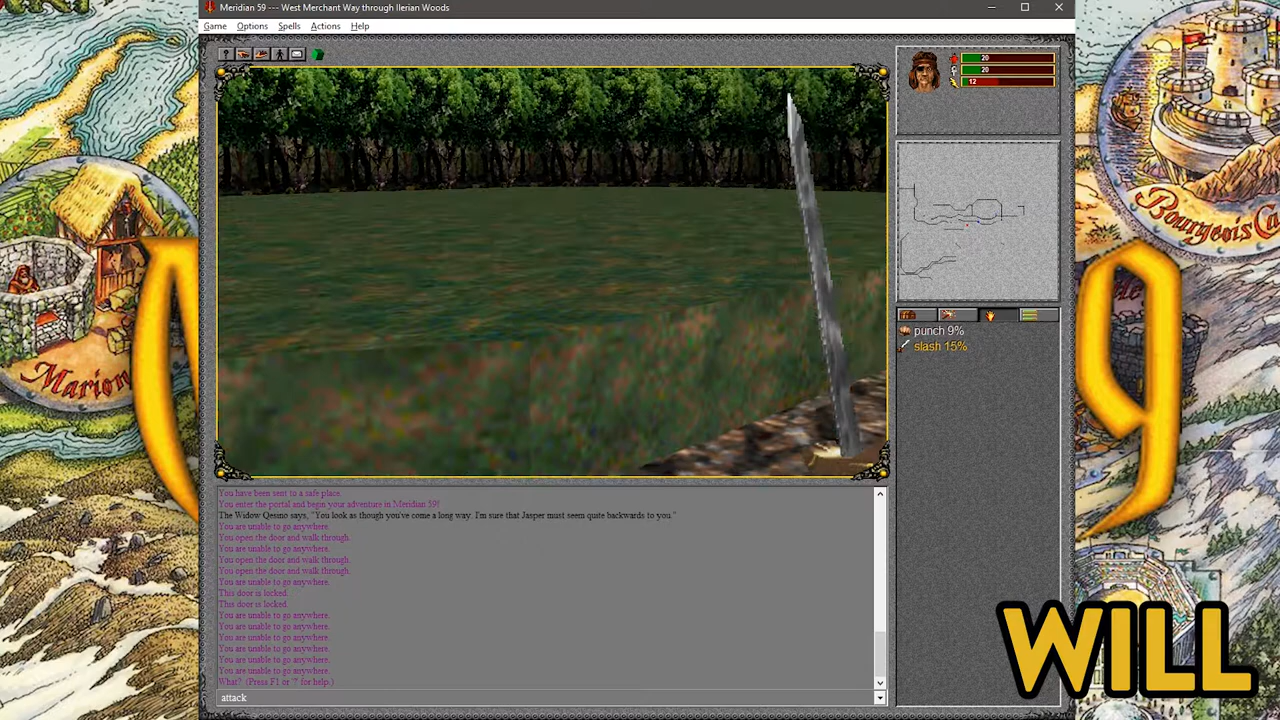 Meridian 59 --- West Merchant Way through Ilerian Woods
Game Options Spells Actions Help
20
20
12
punch 9%
slash 15%
You have been sent to a safe place.
You enter the portal and begin your adventure in Meridian 59!
The Widow Qesino says, "You look as though you've come a long way. I'm sure that Jasper must seem quite backwards to you."
You are unable to go anywhere.
You open the door and walk through.
You are unable to go anywhere.
You open the door and walk through.
You open the door and walk through.
You are unable to go anywhere.
This door is locked.
This door is locked.
You are unable to go anywhere.
You are unable to go anywhere.
You are unable to go anywhere.
You are unable to go anywhere.
You are unable to go anywhere.
You are unable to go anywhere.
What? (Press F1 or '?' for help.)
attack
Marion
Bourgeois Ca
9
WILL